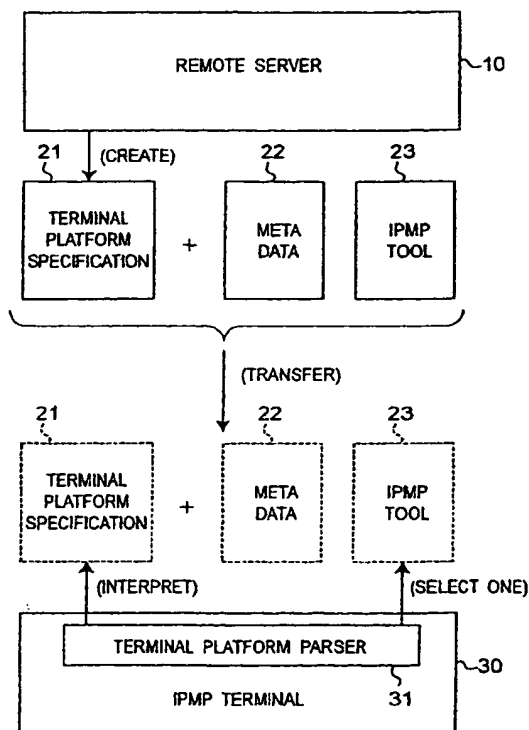 REMOTE SERVER
10
21
(CREATE)
22
23
TERMINAL
PLATFORM
SPECIFICATION
+
META
DATA
IPMP
TOOL
(TRANSFER)
21
22
23
TERMINAL
PLATFORM
SPECIFICATION
+
META
DATA
IPMP
TOOL
(INTERPRET)
(SELECT ONE)
TERMINAL PLATFORM PARSER
30
IPMP TERMINAL
31